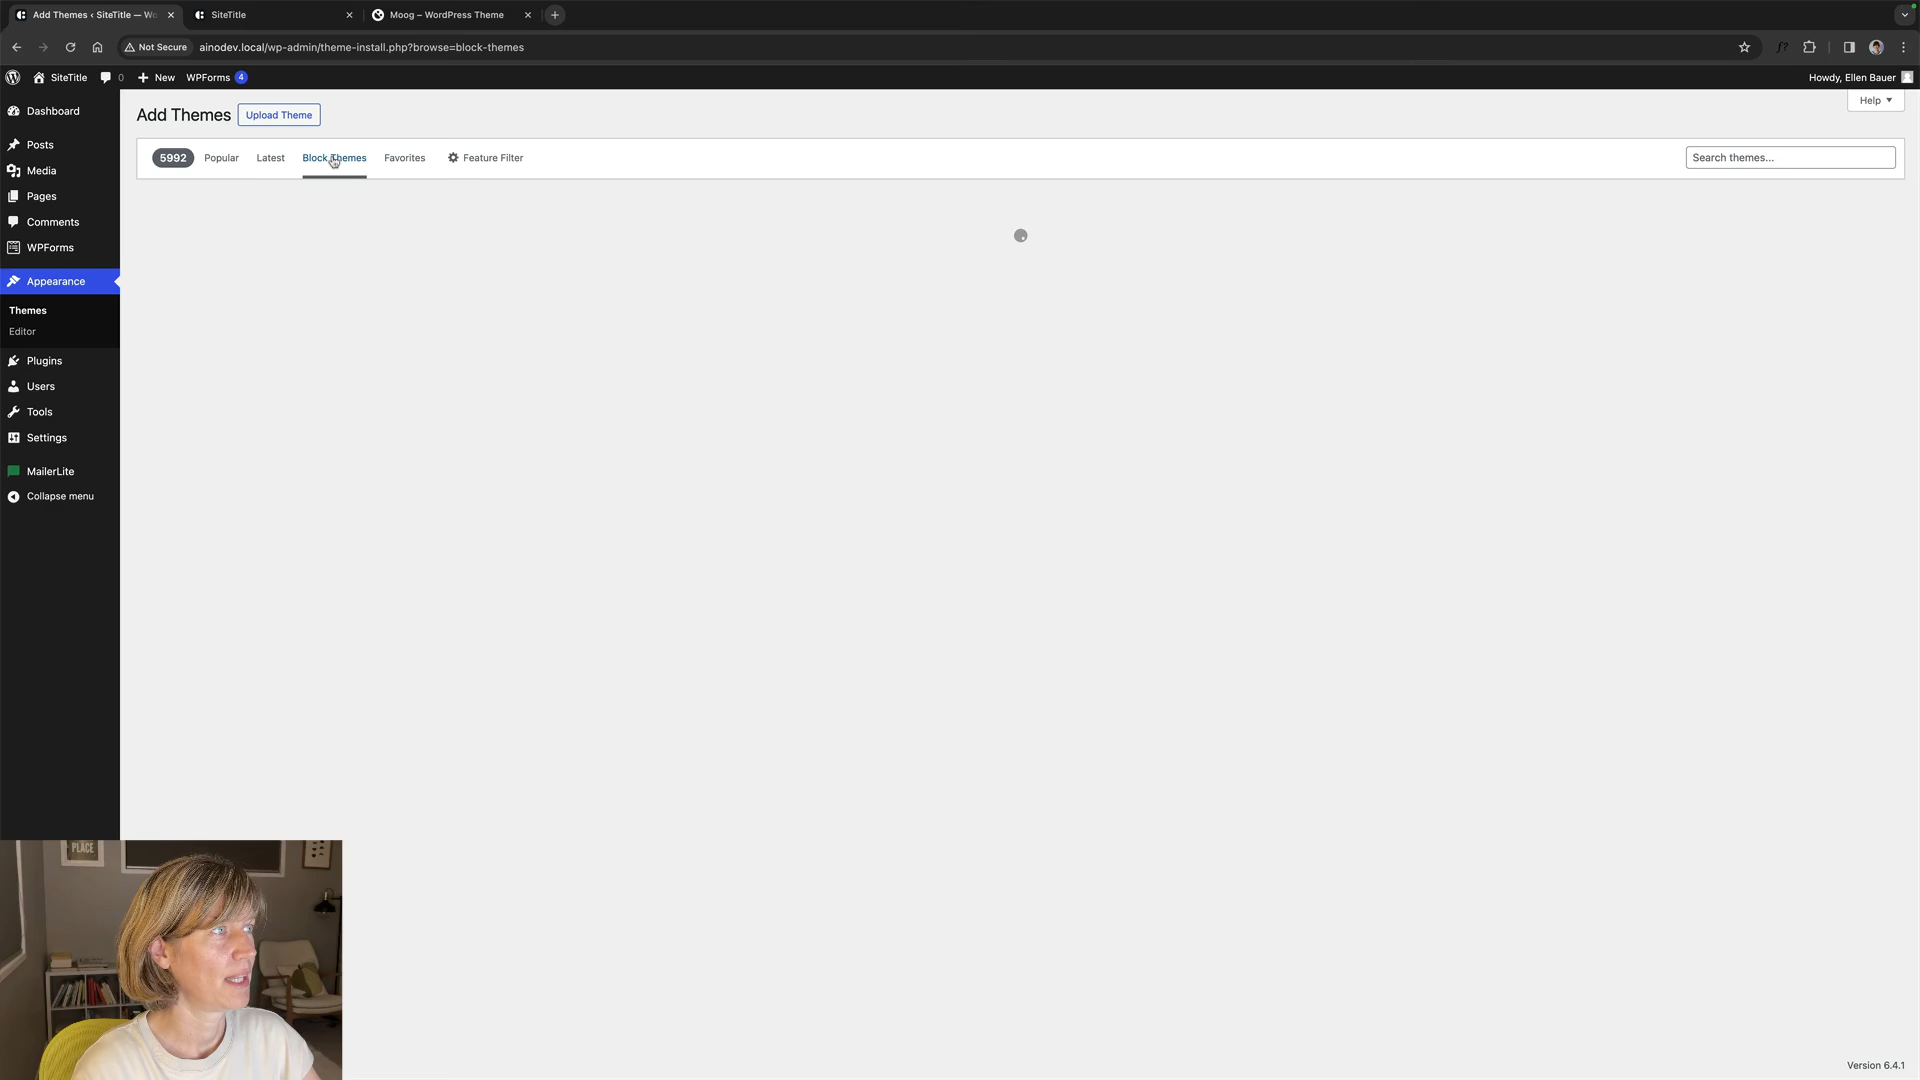 Add Themes ‹ SiteTitle — Wo
SiteTitle
Moog – WordPress Theme
Not Secure
ainodev.local/wp-admin/theme-install.php?browse=block-themes
f?
SiteTitle
0
New
WPForms 4
Howdy, Ellen Bauer
Dashboard
Posts
Media
Pages
Comments
WPForms
Appearance
Themes
Editor
Plugins
Users
Tools
Settings
MailerLite
Collapse menu
Add Themes
Upload Theme
Help
5992 Popular Latest Block Themes Favorites Feature Filter
Search themes...
PLACE
Version 6.4.1